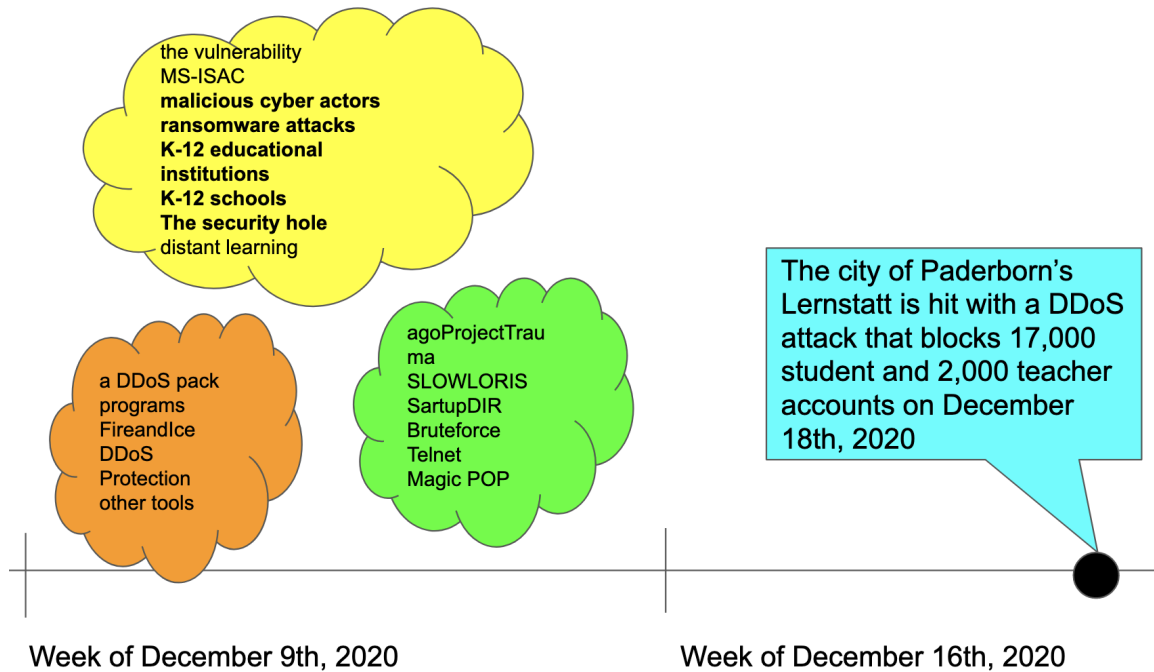 the vulnerability
MS-ISAC
malicious cyber actors
ransomware attacks
K-12 educational
institutions
K-12 schools
The security hole
distant learning
a DDoS pack
programs
FireandIce
DDoS
Protection
other tools
agoProjectTrau
ma
SLOWLORIS
SartupDIR
Bruteforce
Telnet
Magic POP
The city of Paderborn’s
Lernstatt is hit with a DDoS
attack that blocks 17,000
student and 2,000 teacher
accounts on December
18th, 2020
Week of December 9th, 2020
Week of December 16th, 2020